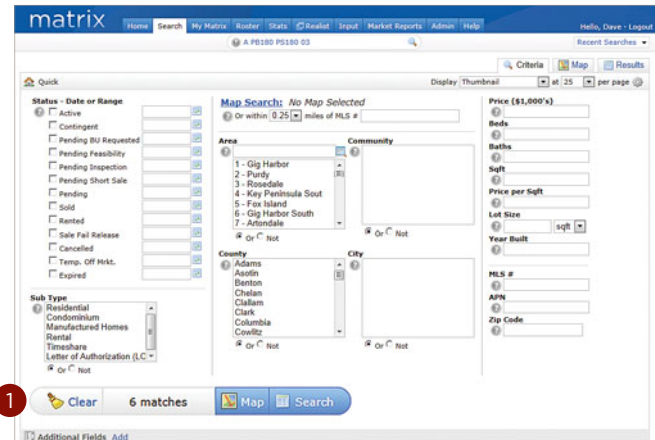 matrix
Home Search My Matrix Roster Stats Realist Input Market Reports Admin Help
Hello, Dave - Logout
A PB180 PS180 03
Recent Searches
Criteria Map Results
Quick
Display Thumbnail at 25 per page
Status - Date or Range
Active
Contingent
Pending BU Requested
Pending Feasibility
Pending Inspection
Pending Short Sale
Pending
Sold
Rented
Sale Fail Release
Cancelled
Temp. Off Mrkt.
Expired
Sub Type
Residential
Condominium
Manufactured Homes
Rental
Timeshare
Letter of Authorization (LC
Or Not
Map Search: No Map Selected
Or within 0.25 miles of MLS #
Area
1 - Gig Harbor
2 - Purdy
3 - Rosedale
4 - Key Peninsula Sout
5 - Fox Island
6 - Gig Harbor South
7 - Artondale
Or Not
Community
Or Not
County
Adams
Asotin
Benton
Chelan
Clallam
Clark
Columbia
Cowlitz
Or Not
City
Or Not
Price ($1,000's)
Beds
Baths
Sqft
Price per Sqft
Lot Size
sqft
Year Built
MLS #
APN
Zip Code
1
Clear 6 matches Map Search
Additional Fields Add